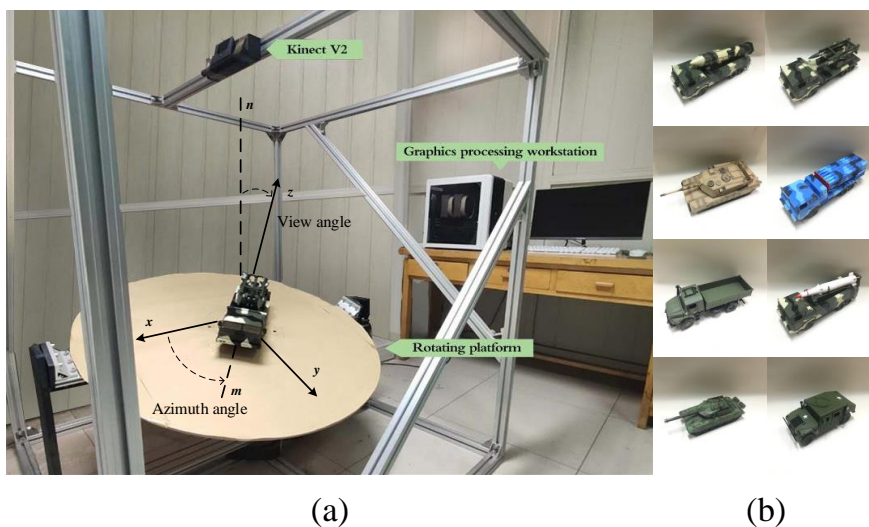 Kinect V2
n
Graphics processing workstation
z
View angle
x
Rotating platform
y
m
Azimuth angle
(a)
(b)